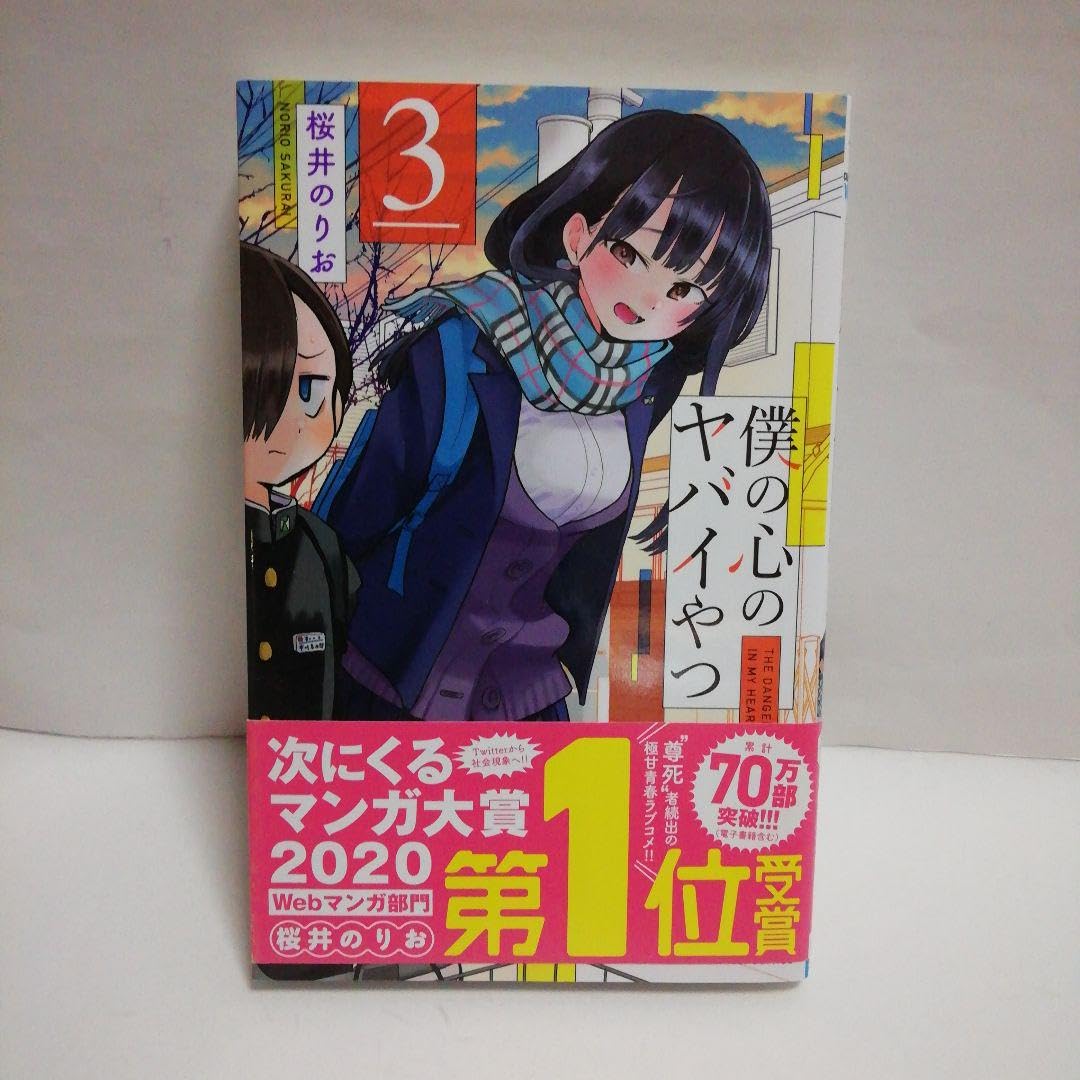 3
桜井のりお
NORIO SAKURAI
僕の心の
ヤバイやつ
THE DANGE
IN MY HEAR
次にくる
マンガ大賞
2020
Webマンガ部門
桜井のりお
Twitterから
社会現象へ!!
第1位
受賞
"尊死"者続出の
極甘青春ラブコメ!!
累計
70万部
突破!!!
(電子書籍含む)